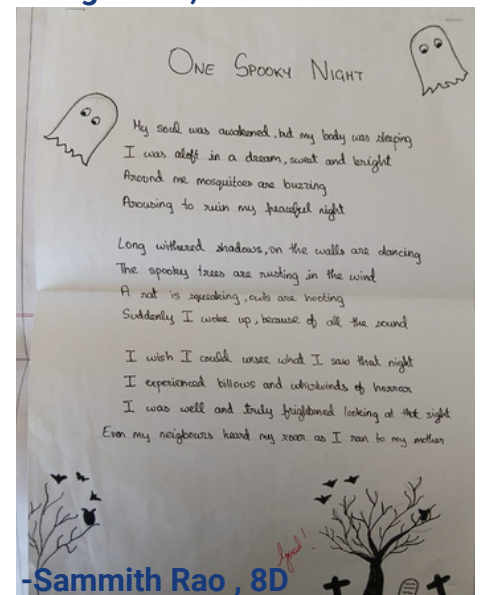 ONE SPOOKY NIGHT
My soul was awakened, but my body was sleeping
I was aloft in a dream, sweet and bright
Around me mosquitoes are buzzing
Arousing to ruin my peaceful night
Long withered shadows, on the walls are dancing
The spooky trees are rusting in the wind
A rat is squeaking, owls are hooting
Suddenly I woke up, because of all the sound
I wish I could unsee what I saw that night
I experienced billows and whirlwinds of horror
I was well and truly frightened looking at that sight
Even my neighbours heard my roar as I ran to my mother
Good!
-Sammith Rao , 8D